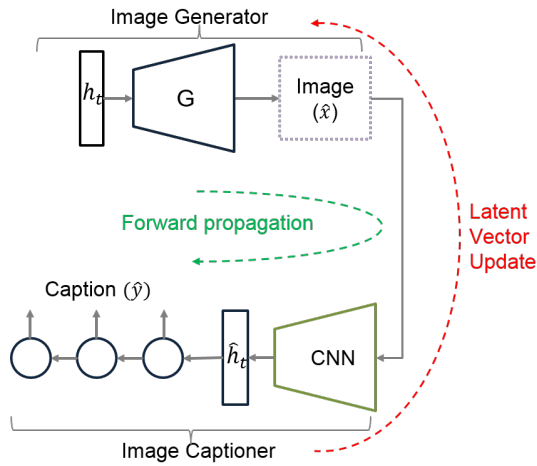 Image Generator
h_t
G
Image
(x̂)
Forward propagation
Latent
Vector
Update
Caption (ŷ)
ĥ_t
CNN
Image Captioner